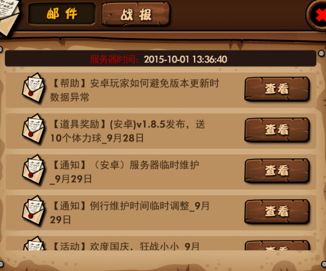 邮件 战报
服务器时间: 2015-10-01 13:36:40
【帮助】安卓玩家如何避免版本更新时
数据异常
查看
【道具奖励】(安卓)v1.8.5发布，送
10个体力球_9月28日
查看
【通知】（安卓）服务器临时维护
_9月29日
查看
【通知】例行维护时间临时调整_9月
29日
查看
【活动】欢度国庆，狂战小小_9月